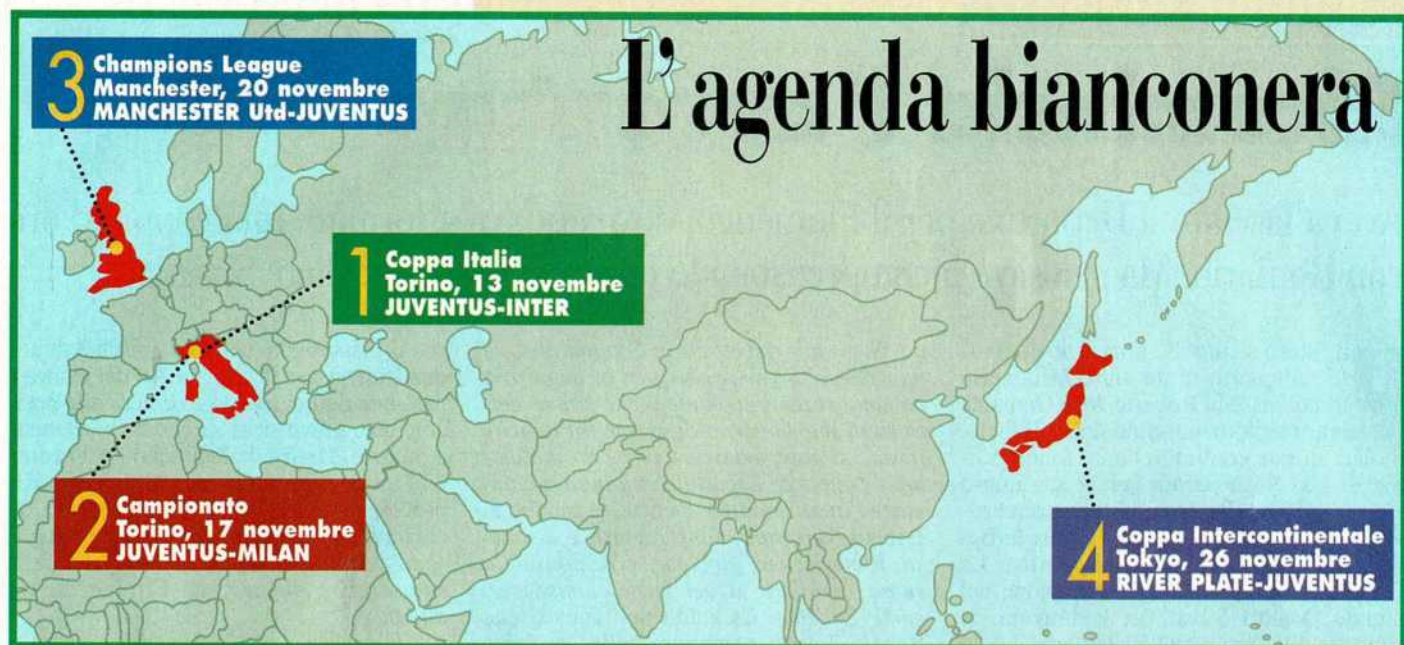 L'agenda bianconera
3
Champions League
Manchester, 20 novembre
MANCHESTER Utd-JUVENTUS
1
Coppa Italia
Torino, 13 novembre
JUVENTUS-INTER
2
Campionato
Torino, 17 novembre
JUVENTUS-MILAN
4
Coppa Intercontinentale
Tokyo, 26 novembre
RIVER PLATE-JUVENTUS